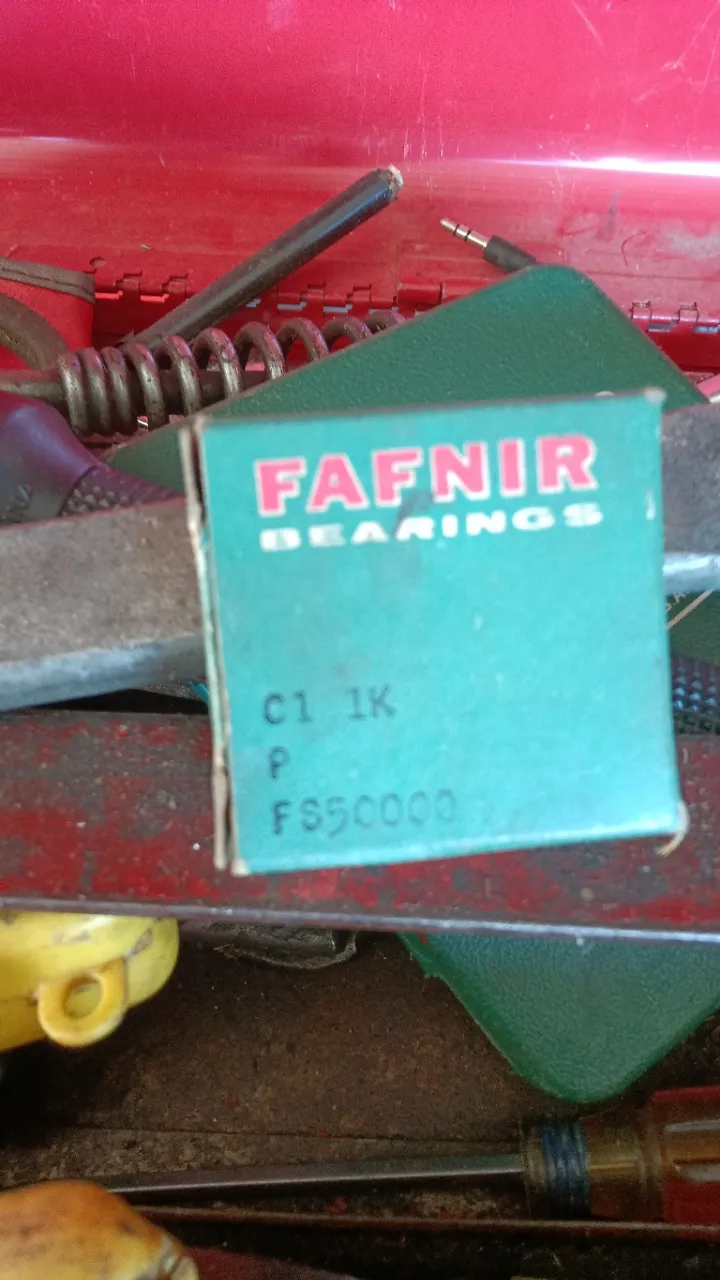 FAFNIR
BEARINGS
C1 1K
P
FS50000